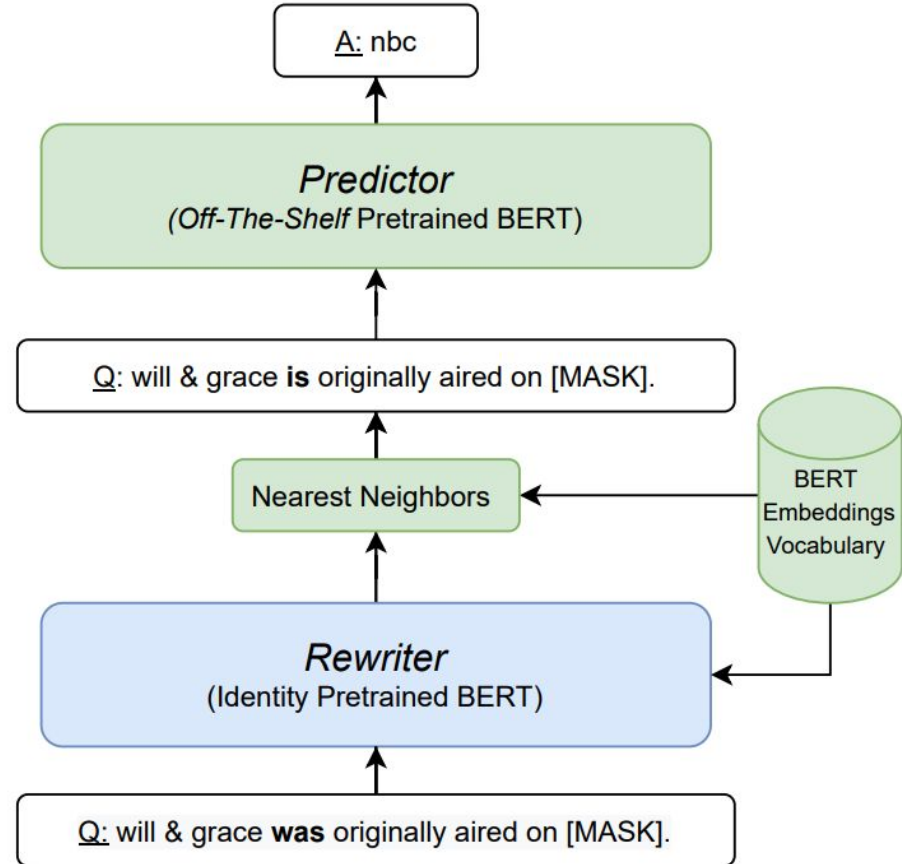 A: nbc
Predictor
(Off-The-Shelf Pretrained BERT)
Q: will & grace is originally aired on [MASK].
Nearest Neighbors
BERT
Embeddings
Vocabulary
Rewriter
(Identity Pretrained BERT)
Q: will & grace was originally aired on [MASK].